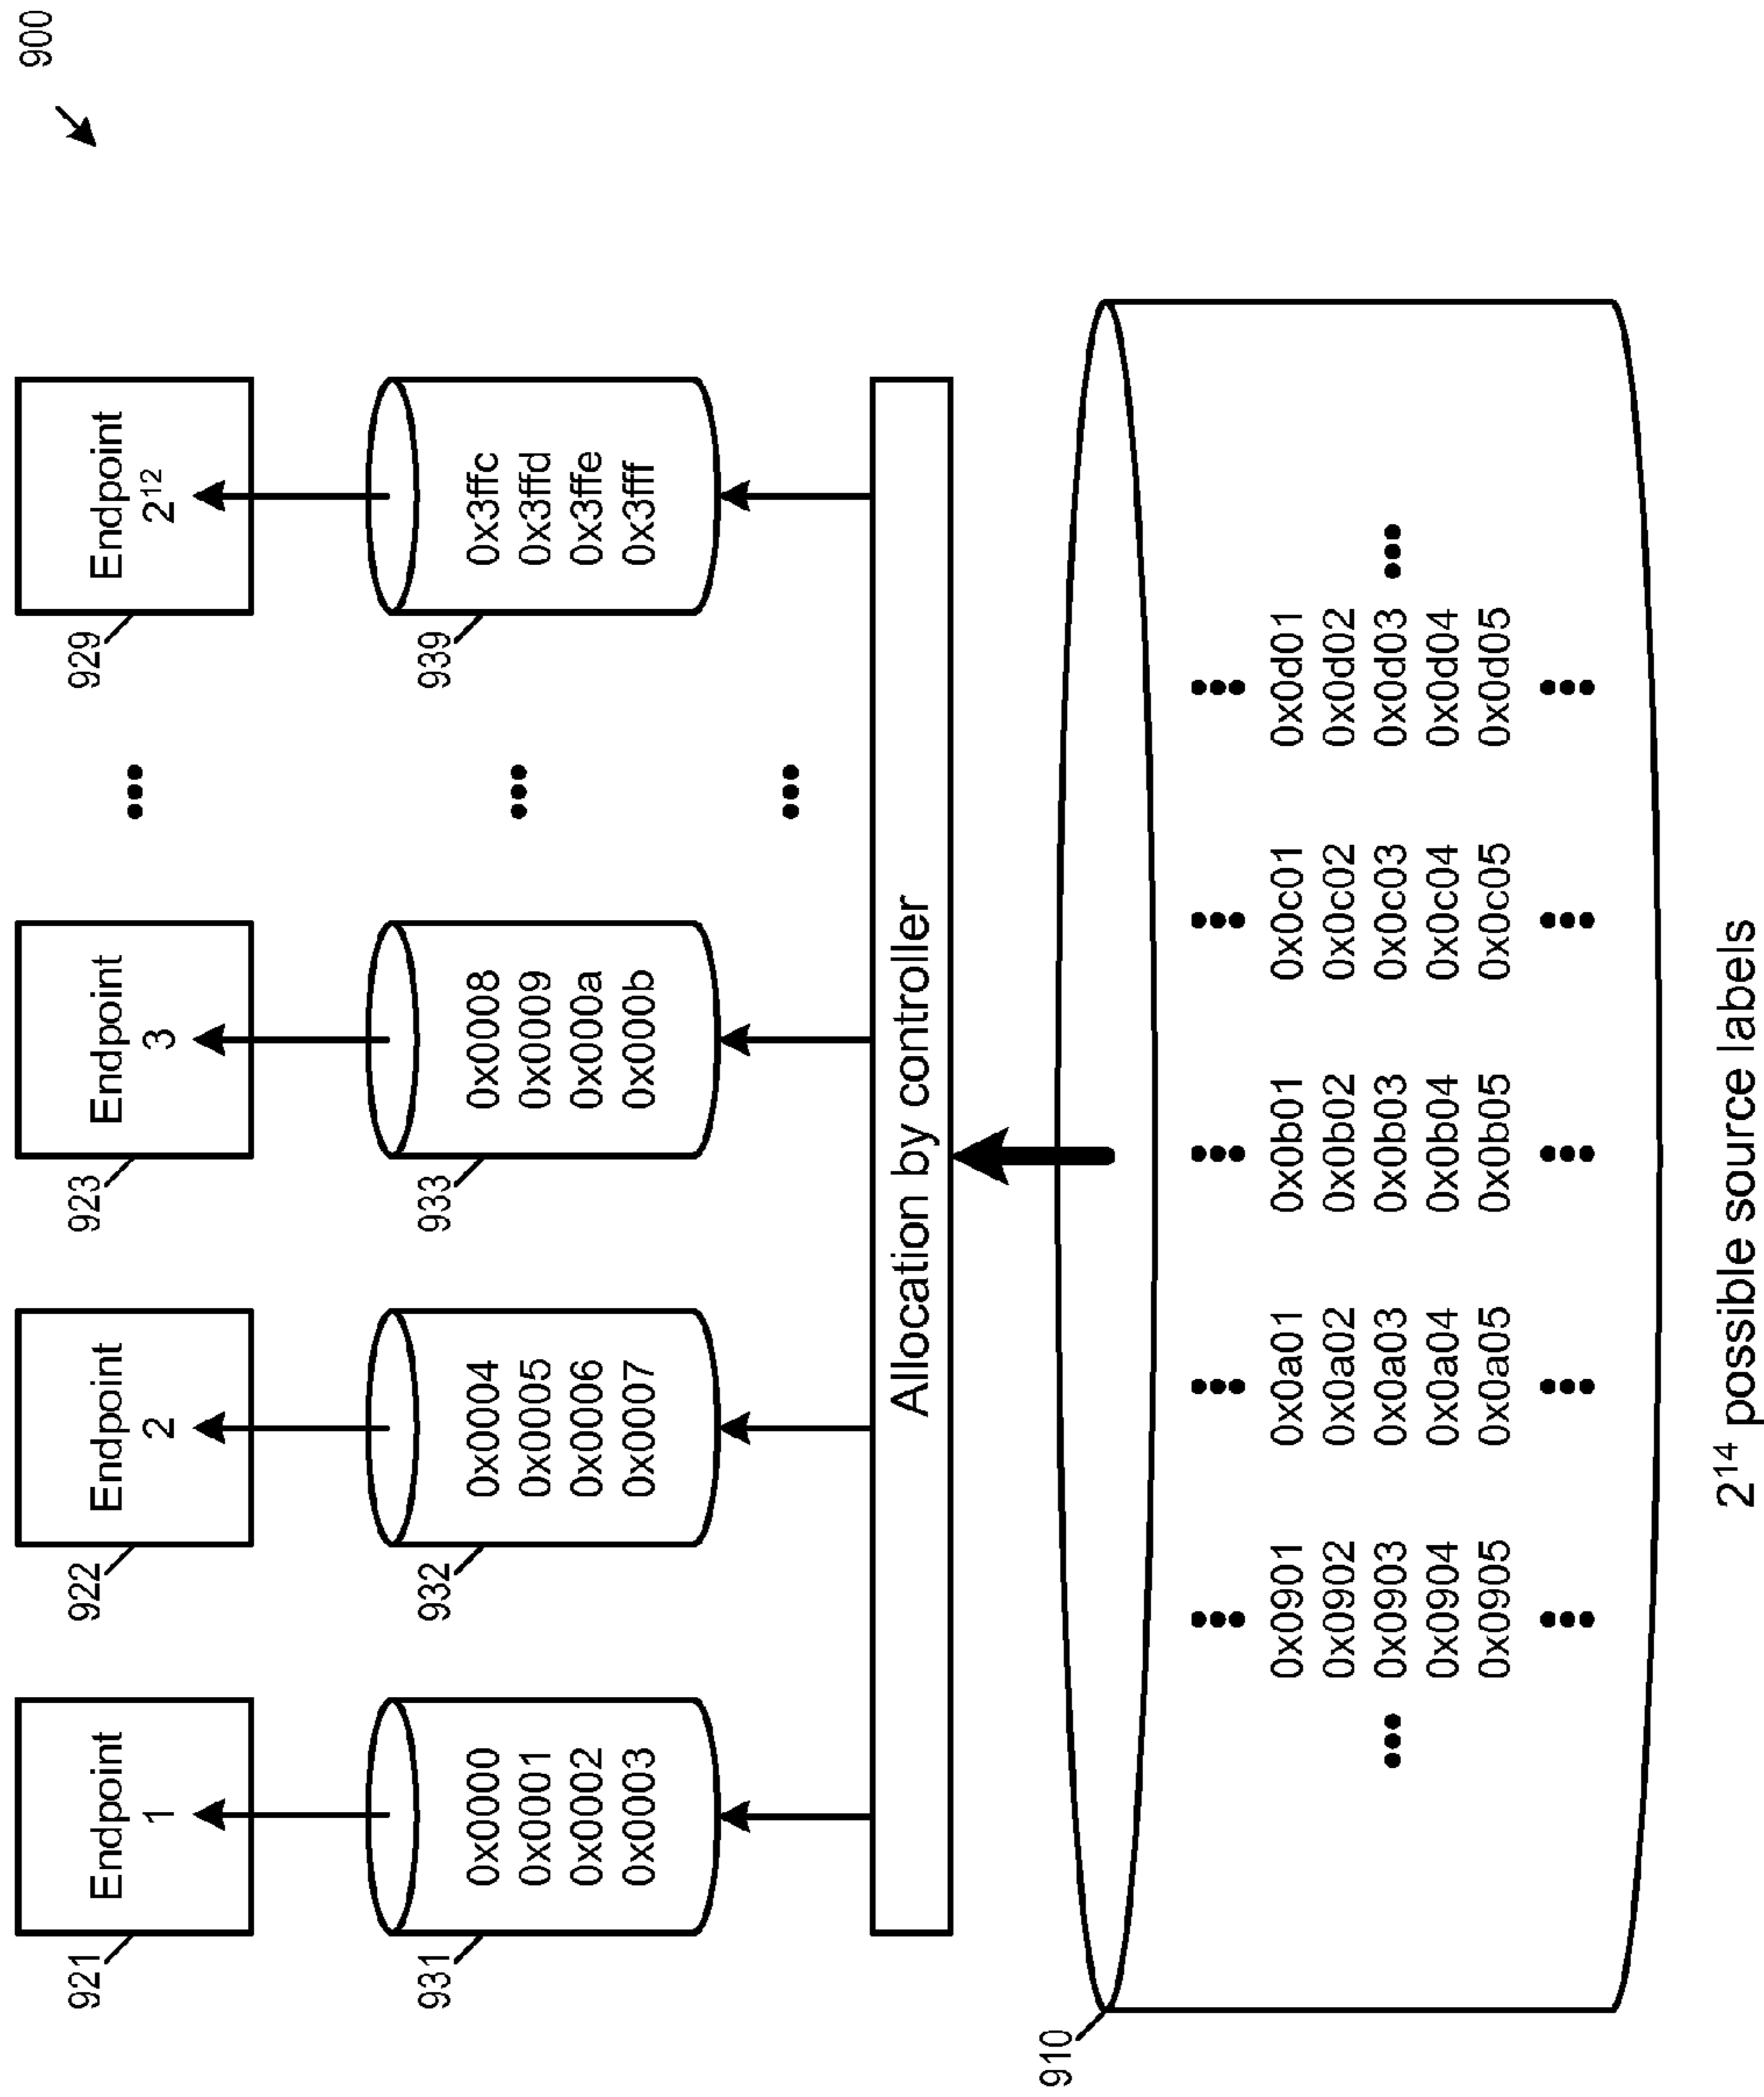 900
921
Endpoint
1
922
Endpoint
2
923
Endpoint
3
•••
929
Endpoint
2¹²
931
0x0000
0x0001
0x0002
0x0003
932
0x0004
0x0005
0x0006
0x0007
933
0x0008
0x0009
0x000a
0x000b
•••
939
0x3ffc
0x3ffd
0x3ffe
0x3fff
•••
Allocation by controller
910
•••
•••
0x0901
0x0902
0x0903
0x0904
0x0905
•••
•••
0x0a01
0x0a02
0x0a03
0x0a04
0x0a05
•••
•••
0x0b01
0x0b02
0x0b03
0x0b04
0x0b05
•••
•••
0x0c01
0x0c02
0x0c03
0x0c04
0x0c05
•••
•••
0x0d01
0x0d02
0x0d03
0x0d04
0x0d05
•••
•••
2¹⁴ possible source labels